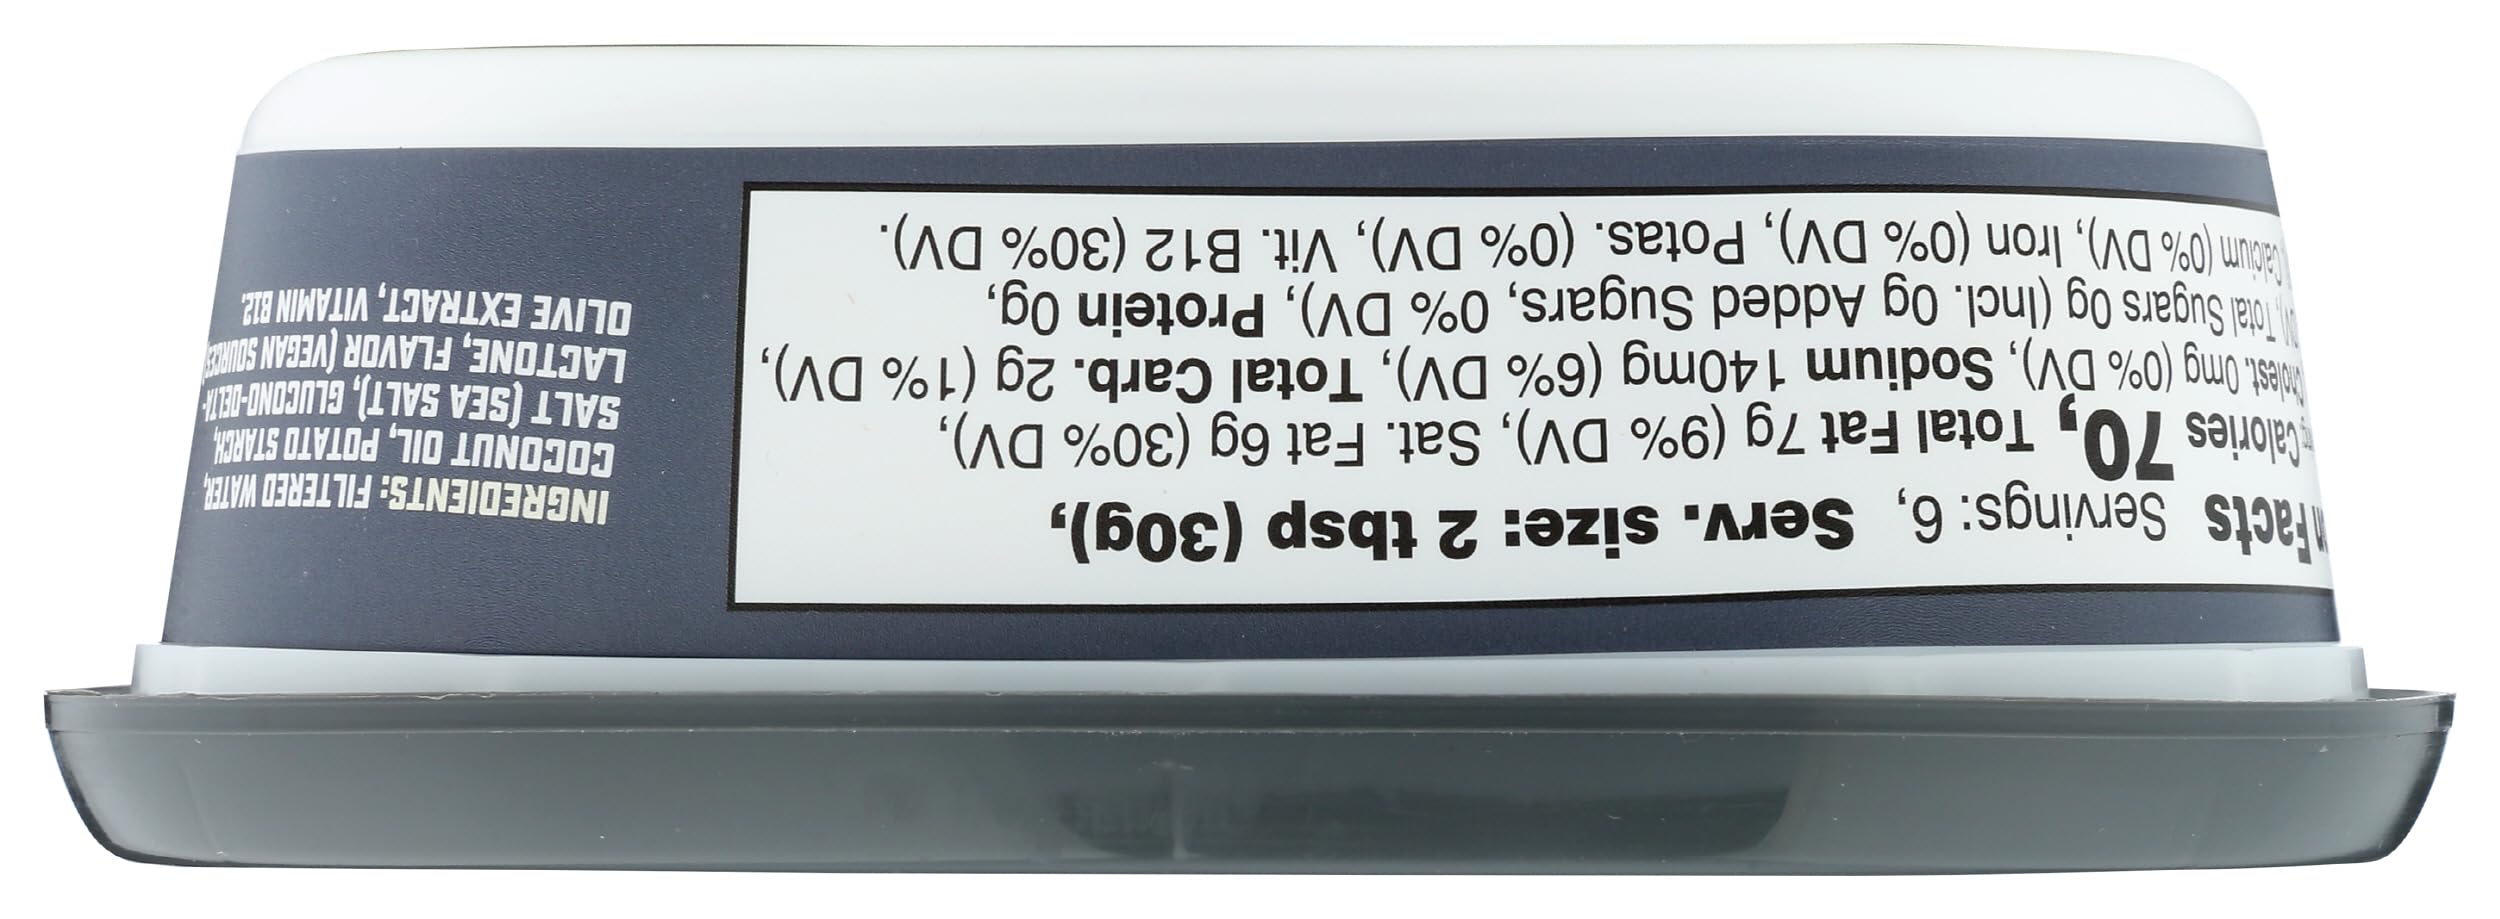 Facts Servings: 6, Serv. size: 2 tbsp (30g),
Calories 70, Total Fat 7g (9% DV), Sat. Fat 6g (30% DV),
Cholest. 0mg (0% DV), Sodium 140mg (6% DV), Total Carb. 2g (1% DV),
DV), Total Sugars 0g (Incl. 0g Added Sugars, 0% DV), Protein 0g,
Calcium (0% DV), Iron (0% DV), Potas. (0% DV), Vit. B12 (30% DV).
INGREDIENTS: FILTERED WATER,
COCONUT OIL, POTATO STARCH,
SALT (SEA SALT), GLUCONO-DELTA-
LACTONE, FLAVOR (VEGAN SOURCES)
OLIVE EXTRACT, VITAMIN B12.